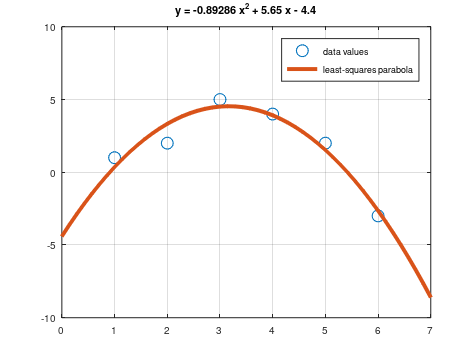 y = -0.89286 x² + 5.65 x - 4.4
data values
least-squares parabola
10
5
0
-5
-10
0 1 2 3 4 5 6 7